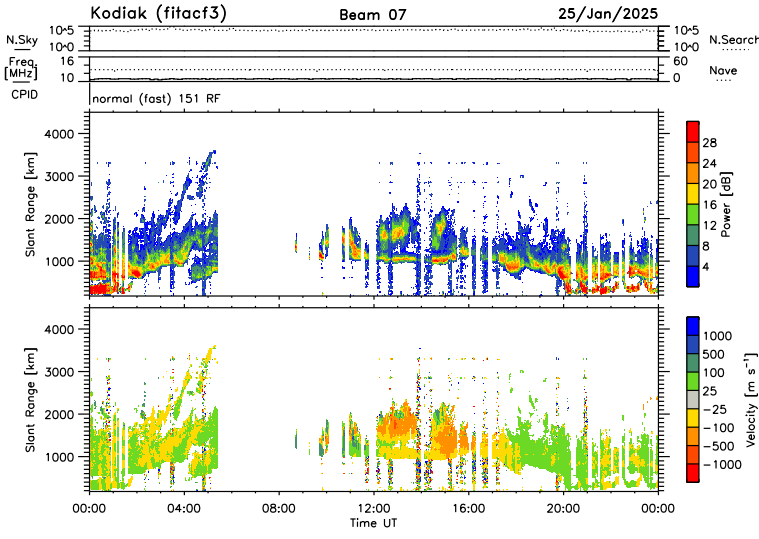 Kodiak (fitacf3) Beam 07 25/Jan/2025
N.Sky 10^5 10^0 10^5 10^0 N.Search
Freq. [MHz] 16 10 60 0 Nave
CPID normal (fast) 151 RF
Slant Range [km] 4000 3000 2000 1000
Power [dB] 28 24 20 16 12 8 4
Slant Range [km] 4000 3000 2000 1000
Velocity [m s⁻¹] 1000 500 100 25 −25 −100 −500 −1000
00:00 04:00 08:00 12:00 16:00 20:00 00:00
Time UT